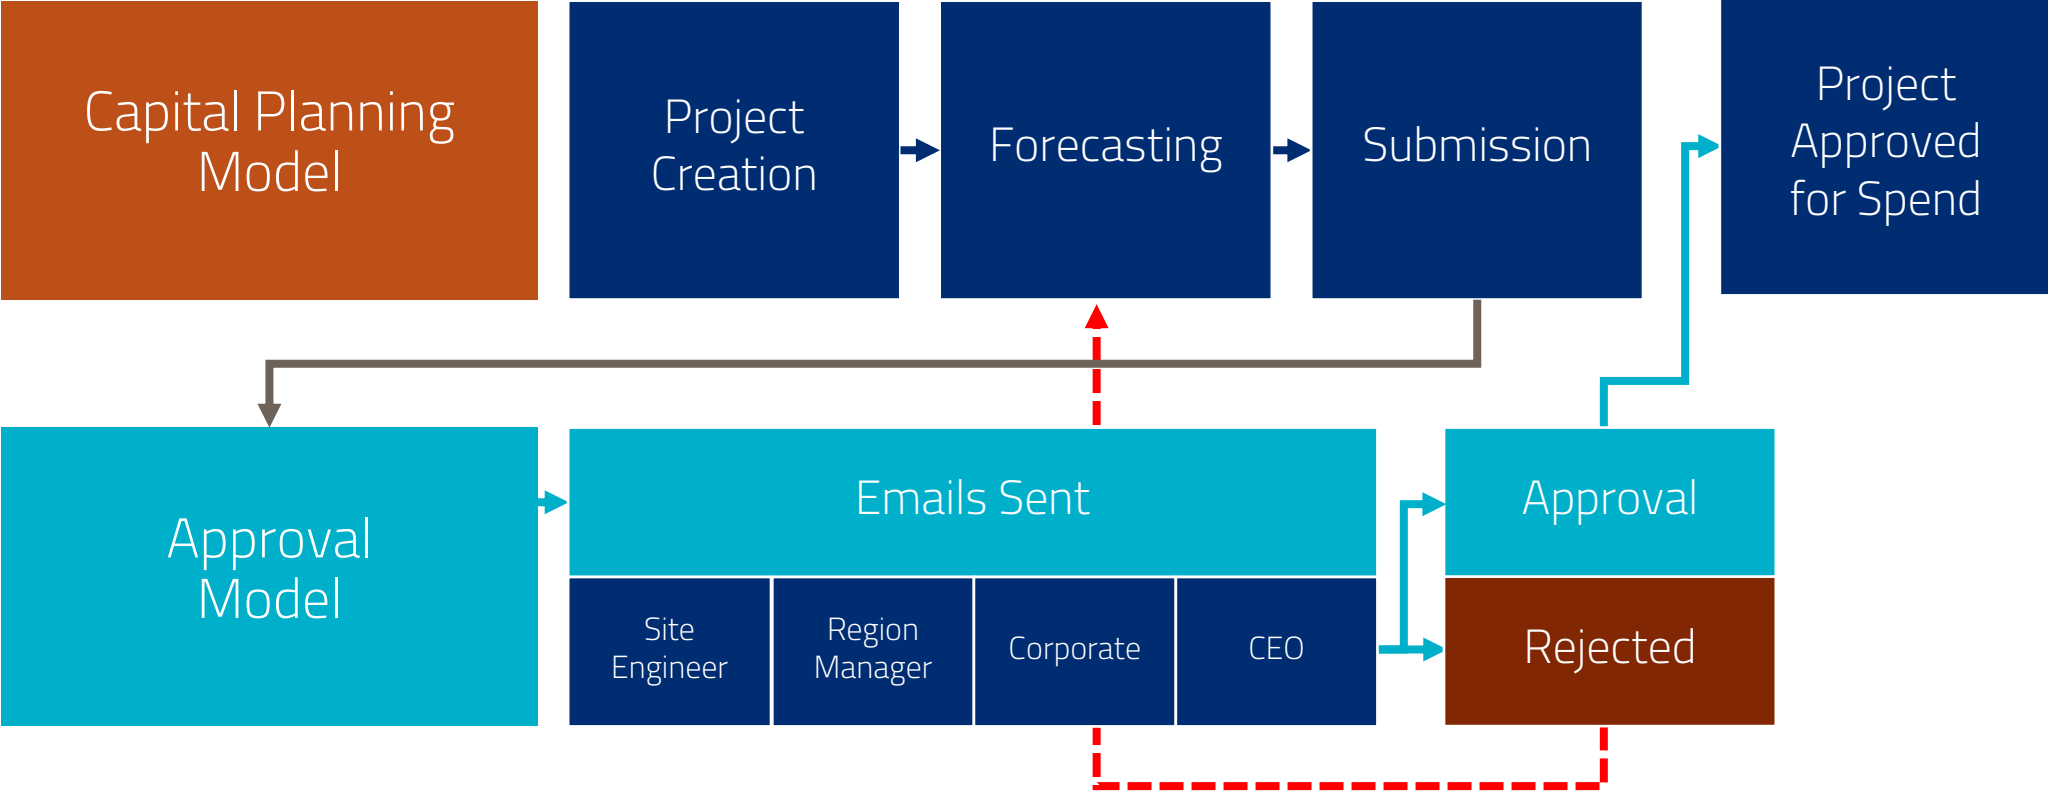 Capital Planning
Model
Project
Creation
Forecasting
Submission
Project
Approved
for Spend
Approval
Model
Emails Sent
Site
Engineer
Region
Manager
Corporate
CEO
Approval
Rejected